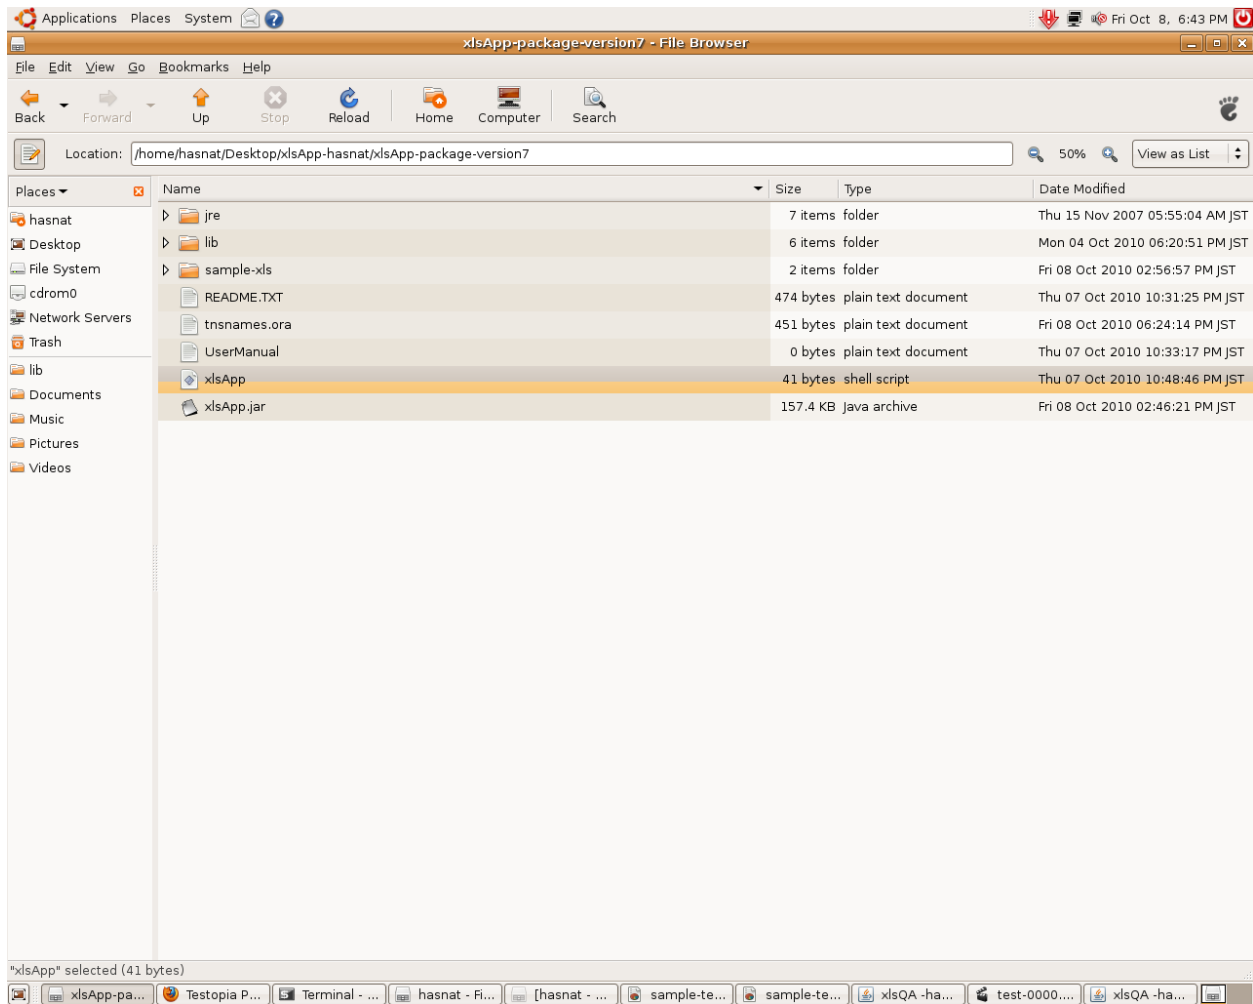 Applications Places System Fri Oct 8, 6:43 PM
xlsApp-package-version7 - File Browser
File Edit View Go Bookmarks Help
Back Forward Up Stop Reload Home Computer Search
Location: /home/hasnat/Desktop/xlsApp-hasnat/xlsApp-package-version7 50% View as List
Places Name Size Type Date Modified
hasnat
Desktop
File System
cdrom0
Network Servers
Trash
lib
Documents
Music
Pictures
Videos
jre 7 items folder Thu 15 Nov 2007 05:55:04 AM JST
lib 6 items folder Mon 04 Oct 2010 06:20:51 PM JST
sample-xls 2 items folder Fri 08 Oct 2010 02:56:57 PM JST
README.TXT 474 bytes plain text document Thu 07 Oct 2010 10:31:25 PM JST
tnsnames.ora 451 bytes plain text document Fri 08 Oct 2010 06:24:14 PM JST
UserManual 0 bytes plain text document Thu 07 Oct 2010 10:33:17 PM JST
xlsApp 41 bytes shell script Thu 07 Oct 2010 10:48:46 PM JST
xlsApp.jar 157.4 KB Java archive Fri 08 Oct 2010 02:46:21 PM JST
"xlsApp" selected (41 bytes)
xlsApp-pa... Testopia P... Terminal - ... hasnat - Fi... [hasnat - ... sample-te... sample-te... xlsQA -ha... test-0000.... xlsQA -ha...